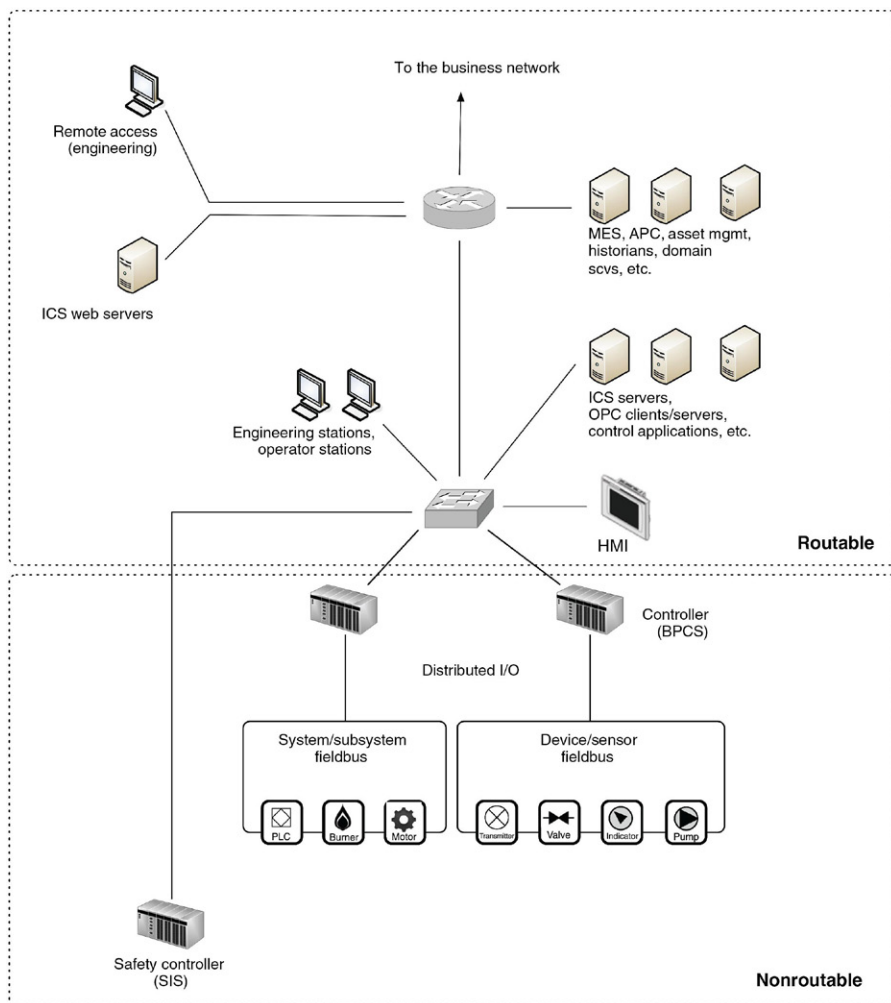 To the business network
Remote access
(engineering)
MES, APC, asset mgmt,
historians, domain
scvs, etc.
ICS web servers
ICS servers,
OPC clients/servers,
control applications, etc.
Engineering stations,
operator stations
HMI
Routable
Controller
(BPCS)
Distributed I/O
System/subsystem
fieldbus
Device/sensor
fieldbus
PLC
Burner
Motor
Transmitter
Valve
Indicator
Pump
Safety controller
(SIS)
Nonroutable